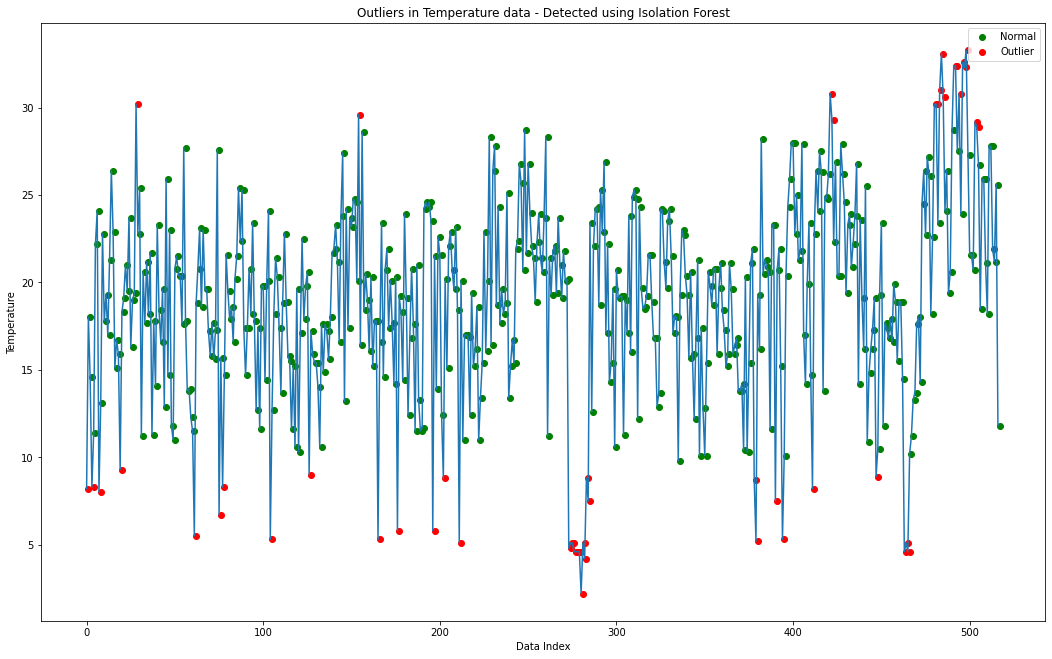 Outliers in Temperature data - Detected using Isolation Forest
Normal
Outlier
Temperature
30
25
20
15
10
5
0
100
200
300
400
500
Data Index